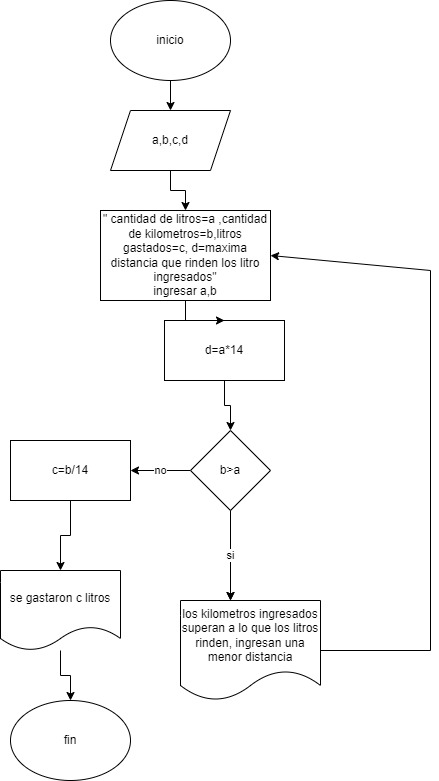 inicio
a,b,c,d
" cantidad de litros=a ,cantidad
de kilometros=b,litros
gastados=c, d=maxima
distancia que rinden los litro
ingresados"
ingresar a,b
d=a*14
b>a
no
c=b/14
si
se gastaron c litros
los kilometros ingresados
superan a lo que los litros
rinden, ingresan una
menor distancia
fin